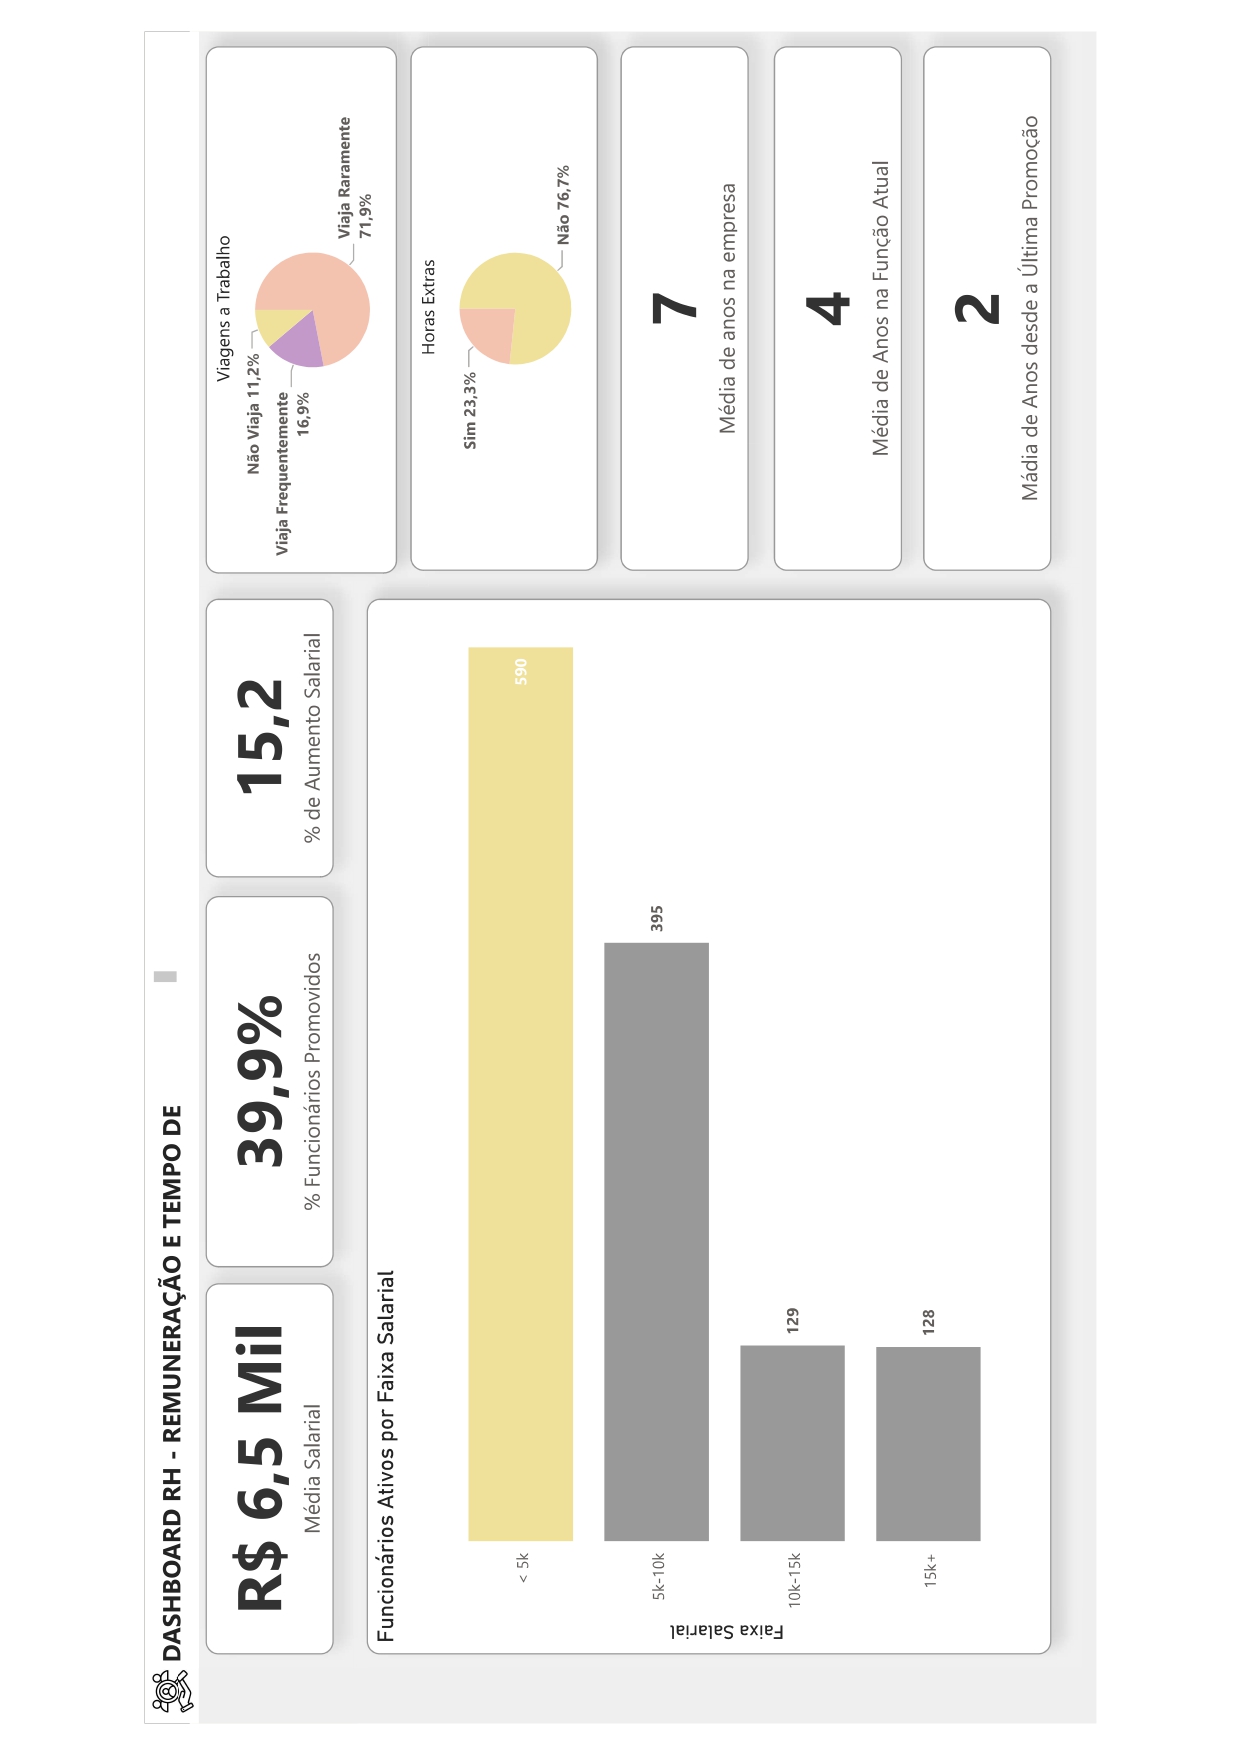 DASHBOARD RH - REMUNERAÇÃO E TEMPO DE
R$ 6,5 Mil
Média Salarial
39,9%
% Funcionários Promovidos
15,2
% de Aumento Salarial
Viagens a Trabalho
Não Viaja 11,2%
Viaja Frequentemente
16,9%
Viaja Raramente
71,9%
Funcionários Ativos por Faixa Salarial
Faixa Salarial
< 5k
590
5k-10k
395
10k-15k
129
15k+
128
Horas Extras
Sim 23,3%
Não 76,7%
7
Média de anos na empresa
4
Média de Anos na Função Atual
2
Mádia de Anos desde a Última Promoção